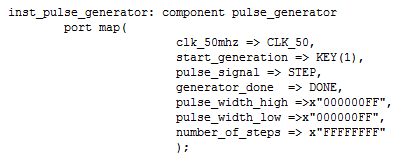 inst_pulse_generator: component pulse_generator
port map(
clk_50mhz => CLK_50,
start_generation => KEY(1),
pulse_signal => STEP,
generator_done  => DONE,
pulse_width_high =>x"000000FF",
pulse_width_low =>x"000000FF",
number_of_steps => x"FFFFFFFF"
);